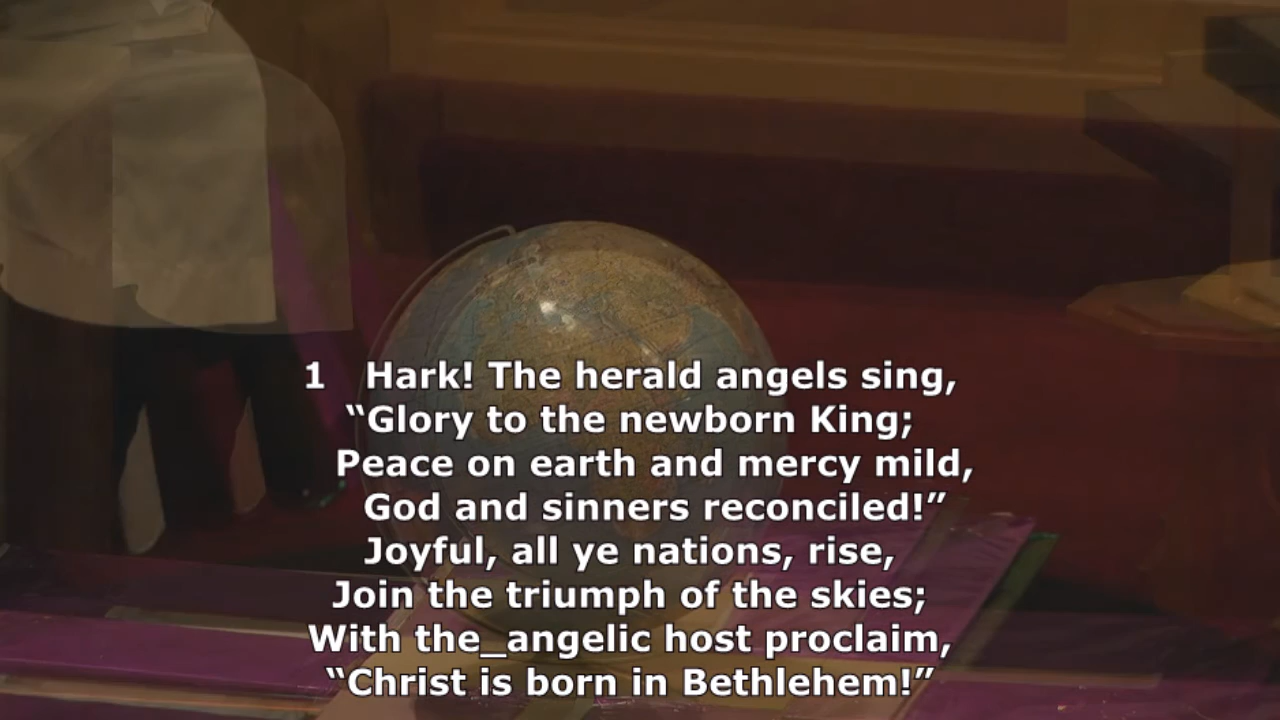 1 Hark! The herald angels sing,
“Glory to the newborn King;
Peace on earth and mercy mild,
God and sinners reconciled!”
Joyful, all ye nations, rise,
Join the triumph of the skies;
With the_angelic host proclaim,
“Christ is born in Bethlehem!”